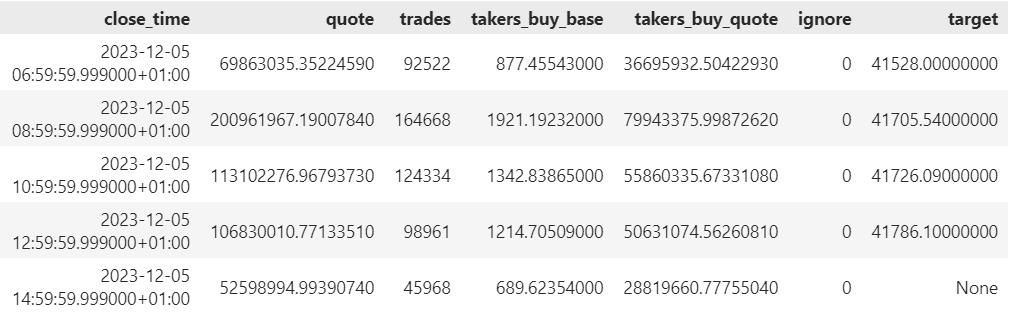 close_time quote trades takers_buy_base takers_buy_quote ignore target
2023-12-05
06:59:59.999000+01:00 69863035.35224590 92522 877.45543000 36695932.50422930 0 41528.00000000
2023-12-05
08:59:59.999000+01:00 200961967.19007840 164668 1921.19232000 79943375.99872620 0 41705.54000000
2023-12-05
10:59:59.999000+01:00 113102276.96793730 124334 1342.83865000 55860335.67331080 0 41726.09000000
2023-12-05
12:59:59.999000+01:00 106830010.77133510 98961 1214.70509000 50631074.56260810 0 41786.10000000
2023-12-05
14:59:59.999000+01:00 52598994.99390740 45968 689.62354000 28819660.77755040 0 None